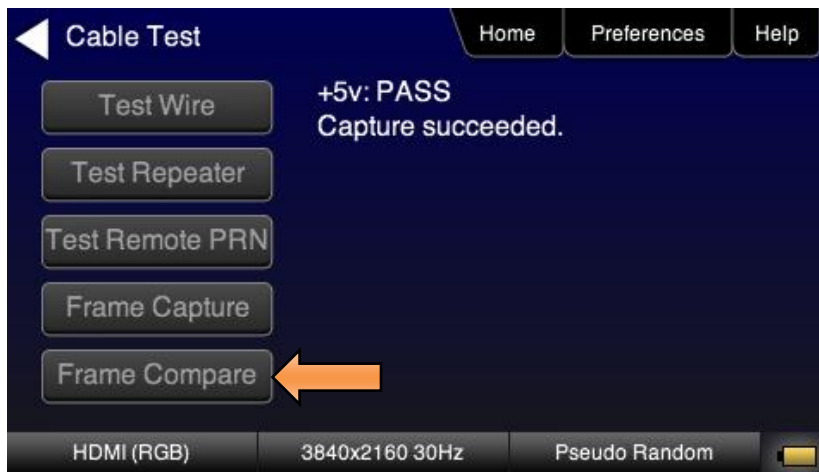 Cable Test
Home
Preferences
Help
Test Wire
+5v: PASS
Capture succeeded.
Test Repeater
Test Remote PRN
Frame Capture
Frame Compare
HDMI (RGB)
3840x2160 30Hz
Pseudo Random